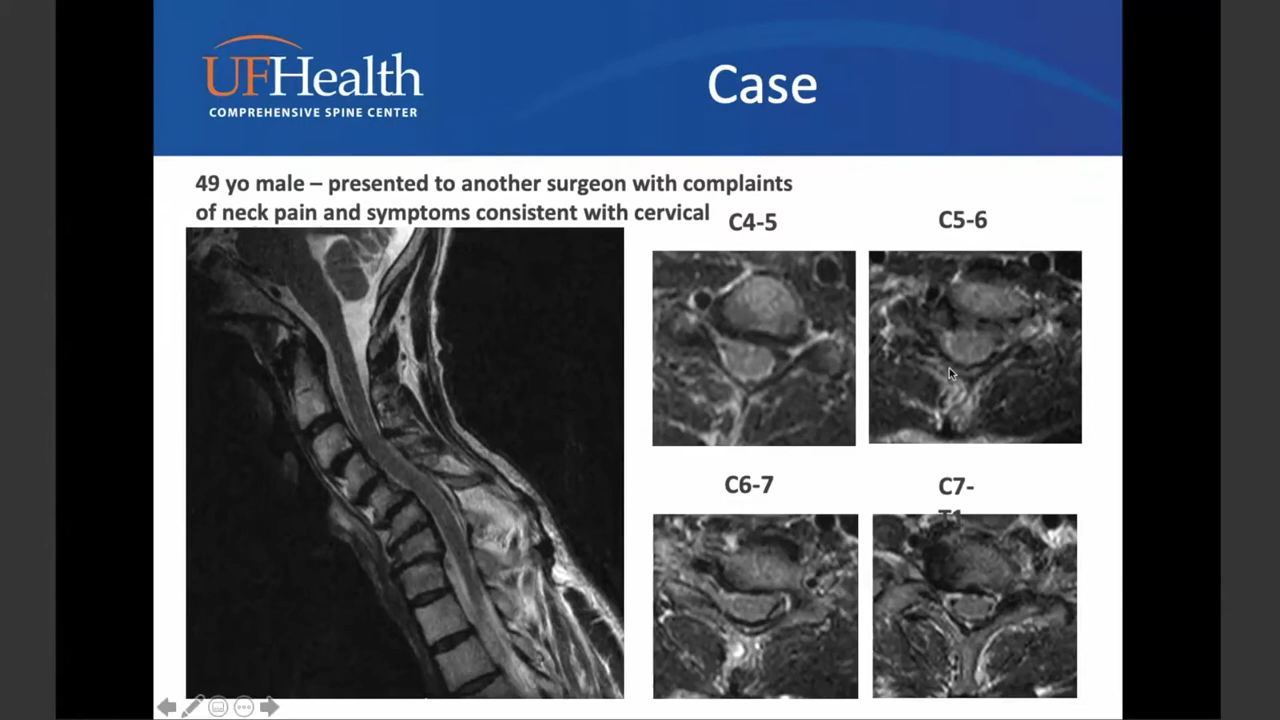 UFHealth
COMPREHENSIVE SPINE CENTER
Case
49 yo male – presented to another surgeon with complaints
of neck pain and symptoms consistent with cervical
C4-5
C5-6
C6-7
C7-